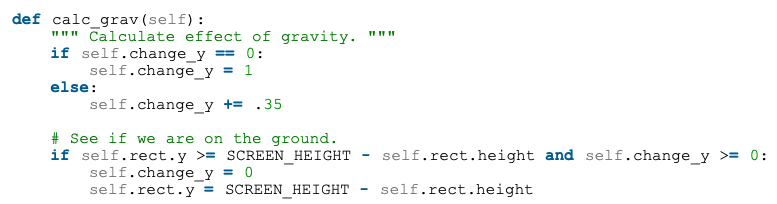 def calc_grav(self):
    """ Calculate effect of gravity. """
    if self.change_y == 0:
        self.change_y = 1
    else:
        self.change_y += .35

    # See if we are on the ground.
    if self.rect.y >= SCREEN_HEIGHT - self.rect.height and self.change_y >= 0:
        self.change_y = 0
        self.rect.y = SCREEN_HEIGHT - self.rect.height